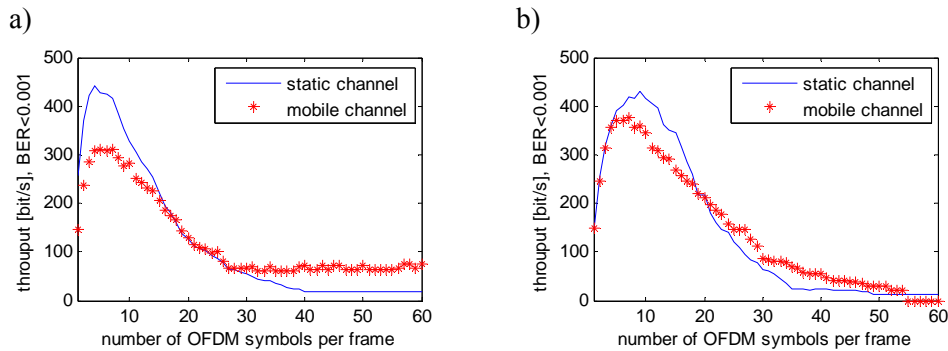 a)
b)
500
400
300
200
100
0
throuput [bit/s], BER<0.001
static channel
mobile channel
10 20 30 40 50 60
number of OFDM symbols per frame
500
400
300
200
100
0
throuput [bit/s], BER<0.001
static channel
mobile channel
10 20 30 40 50 60
number of OFDM symbols per frame